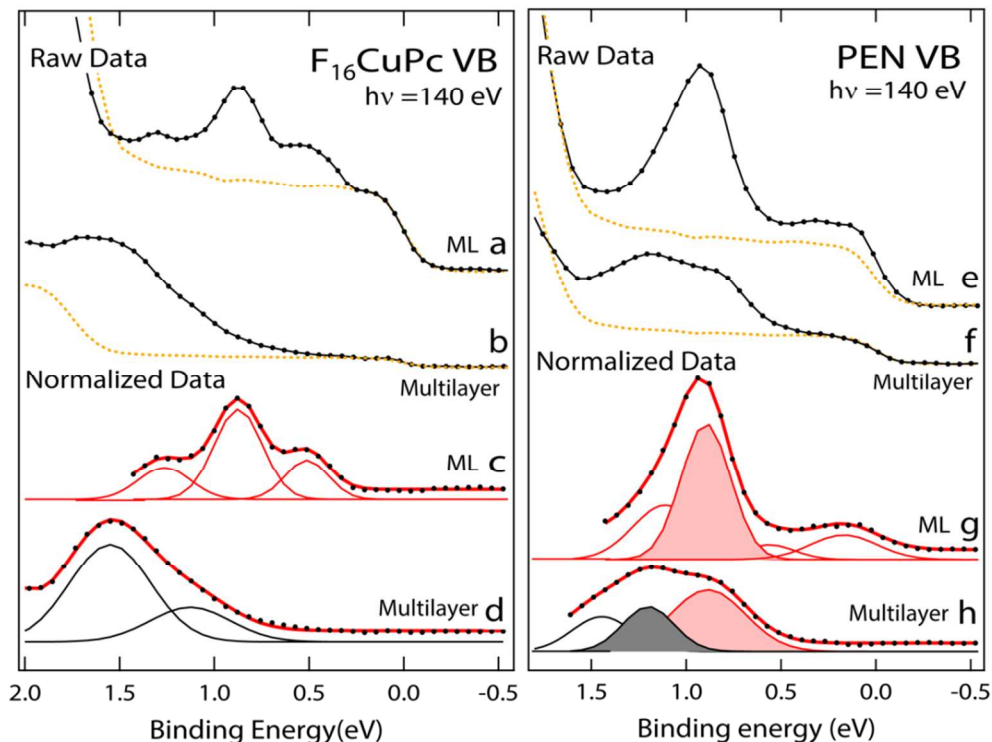 Raw Data
F₁₆CuPc VB
hν =140 eV
ML a
b
Normalized Data
Multilayer
ML c
Multilayer d
2.0 1.5 1.0 0.5 0.0 -0.5
Binding Energy(eV)
Raw Data
PEN VB
hν =140 eV
ML e
f
Normalized Data
Multilayer
ML g
Multilayer h
1.5 1.0 0.5 0.0 -0.5
Binding energy (eV)